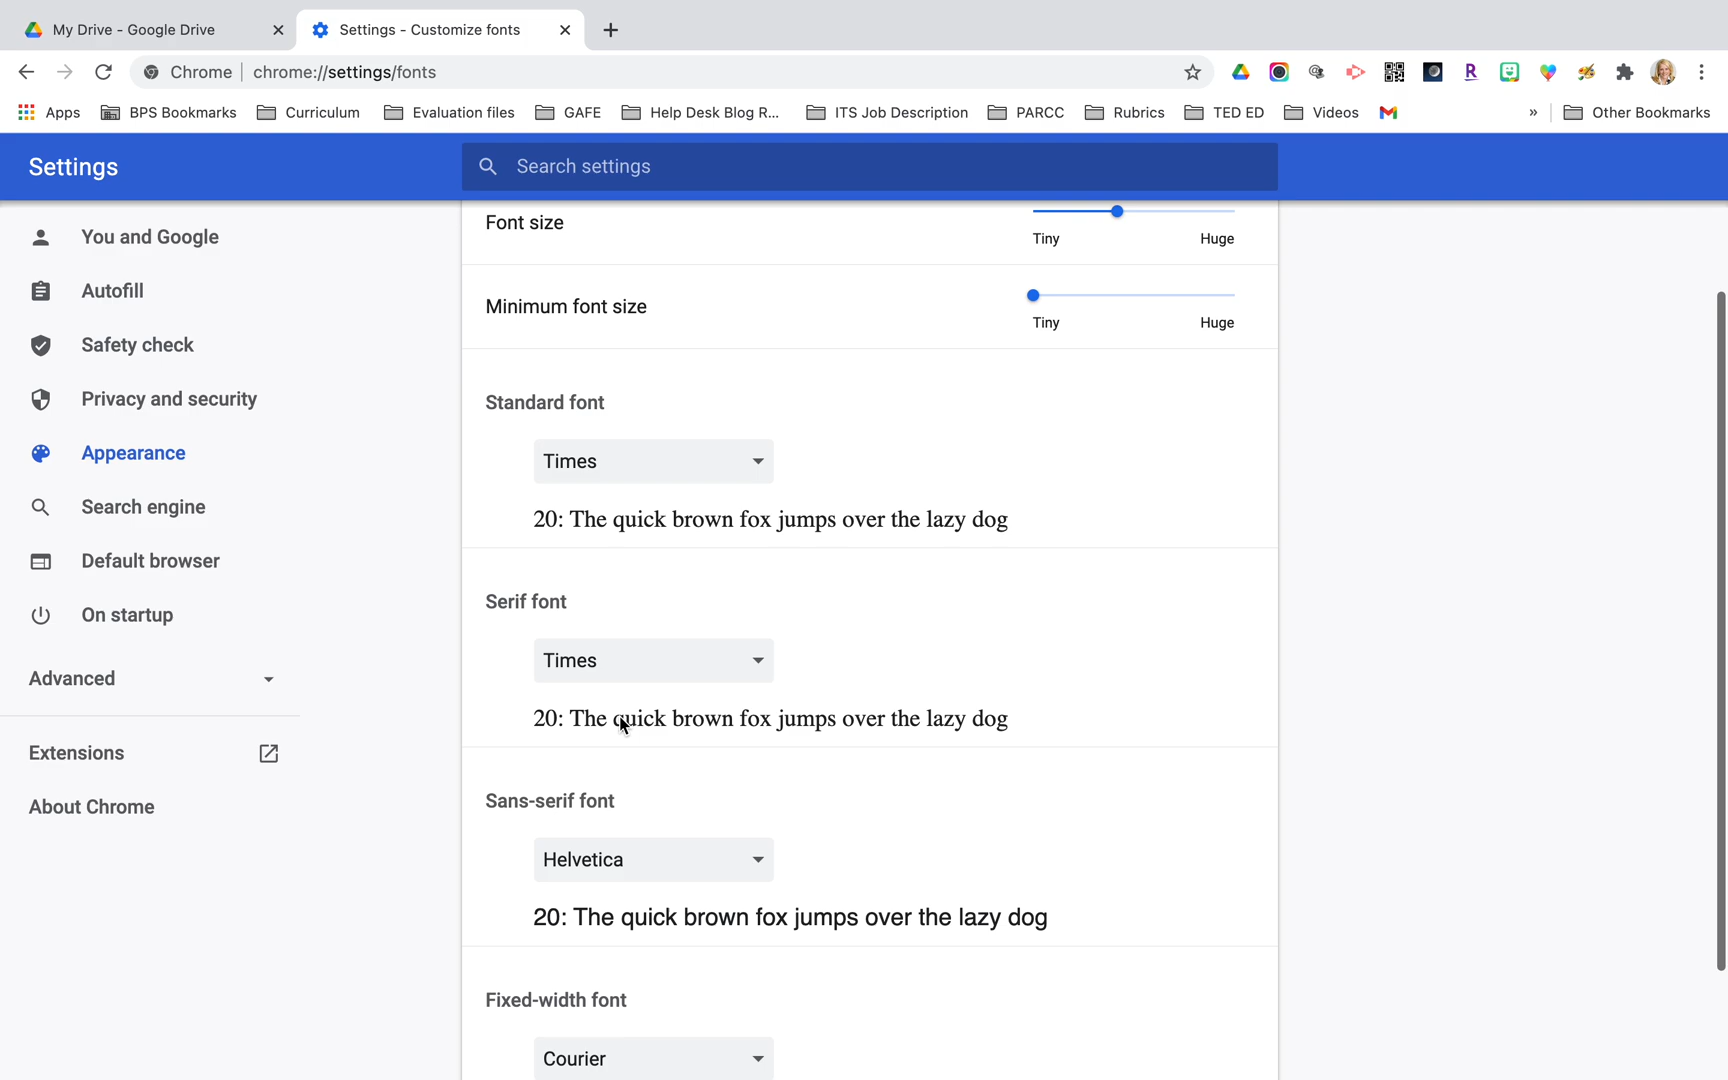 My Drive - Google Drive
Settings - Customize fonts
Chrome
chrome://settings/fonts
Apps
BPS Bookmarks
Curriculum
Evaluation files
GAFE
Help Desk Blog R...
ITS Job Description
PARCC
Rubrics
TED ED
Videos
»
Other Bookmarks
Settings
Search settings
You and Google
Autofill
Safety check
Privacy and security
Appearance
Search engine
Default browser
On startup
Advanced
Extensions
About Chrome
Font size
Tiny Huge
Minimum font size
Tiny Huge
Standard font
Times
20: The quick brown fox jumps over the lazy dog
Serif font
Times
20: The quick brown fox jumps over the lazy dog
Sans-serif font
Helvetica
20: The quick brown fox jumps over the lazy dog
Fixed-width font
Courier